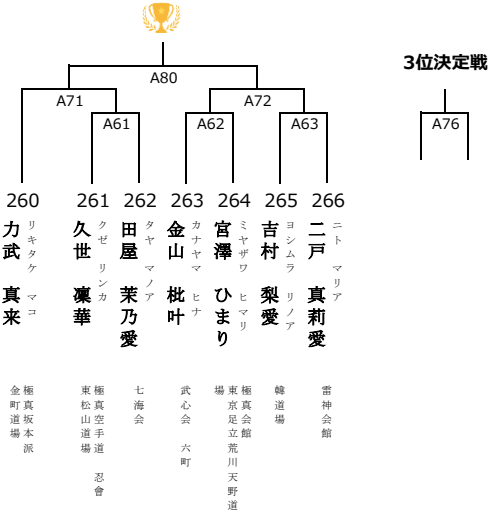 3位決定戦
A80
A71
A72
A61
A62
A63
A76
260
261
262
263
264
265
266
力武 真来
リキタケ マコ
久世 凜華
クゼ リンカ
田屋 茉乃愛
タヤ マノア
金山 枇叶
カナヤマ ヒナ
宮澤 ひまり
ミヤザワ ヒマリ
吉村 梨愛
ヨシムラ リノア
二戸 真莉愛
ニト マリア
極真坂本派
金町道場
極真空手道 忍會
東松山道場
七海会
武心会 六町
極真会館
東京足立荒川天野道
場
韓道場
雷神会館